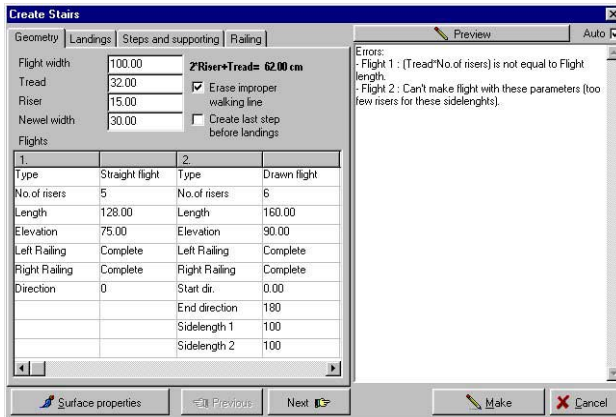 Create Stairs
Geometry Landings Steps and supporting Railing
Preview Auto
Flight width 100.00 2*Riser+Tread= 62.00 cm
Tread 32.00
Riser 15.00
Newel width 30.00
Erase improper
walking line
Create last step
before landings
Flights
1. 2.
Type Straight flight Type Drawn flight
No.of risers 5 No.of risers 6
Length 128.00 Length 160.00
Elevation 75.00 Elevation 90.00
Left Railing Complete Left Railing Complete
Right Railing Complete Right Railing Complete
Direction 0 Start dir. 0.00
End direction 180
Sidelength 1 100
Sidelength 2 100
Errors:
- Flight 1 : (Tread*No.of risers) is not equal to Flight
length.
- Flight 2 : Can't make flight with these parameters (too
few risers for these sidelenghts).
Surface properties Previous Next Make Cancel